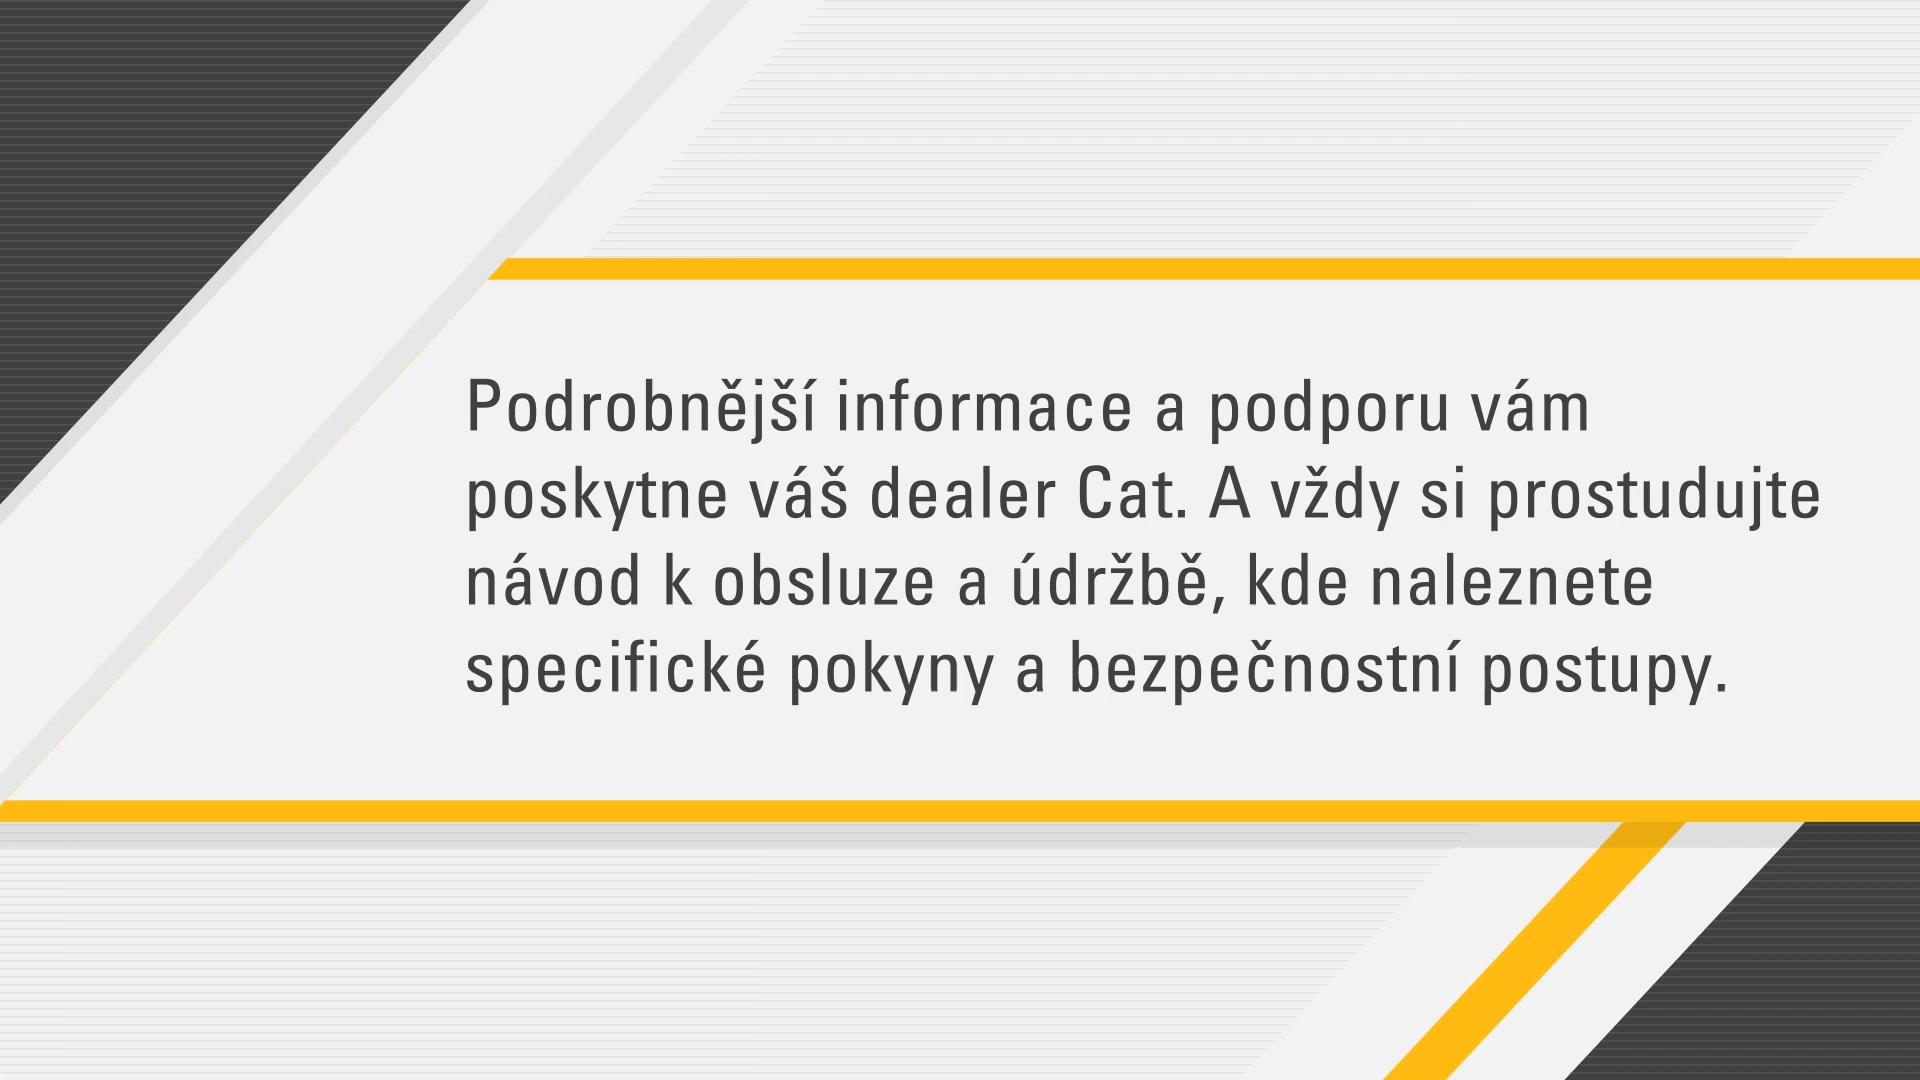 Podrobnější informace a podporu vám
poskytne váš dealer Cat. A vždy si prostudujte
návod k obsluze a údržbě, kde naleznete
specifické pokyny a bezpečnostní postupy.